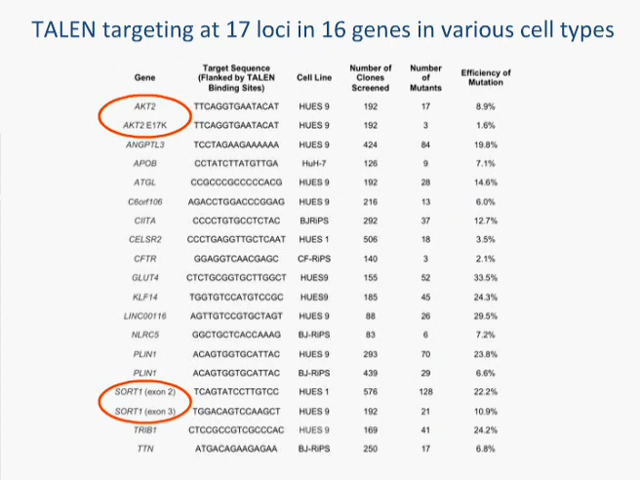 TALEN targeting at 17 loci in 16 genes in various cell types
Gene Target Sequence (Flanked by TALEN Binding Sites) Cell Line Number of Clones Screened Number of Mutants Efficiency of Mutation
AKT2 TTCAGGTGAATACAT HUES 9 192 17 8.9%
AKT2 E17K TTCAGGTGAATACAT HUES 9 192 3 1.6%
ANGPTL3 TCCTAGAAGAAAAAA HUES 9 424 84 19.8%
APOB CCTATCTTATGTTGA HuH-7 126 9 7.1%
ATGL CCGCCCGCCCCCACG HUES 9 192 28 14.6%
C6orf106 AGACCTGGACCCGGAG HUES 9 216 13 6.0%
CIITA CCCCTGTGCCTCTAC BJRiPS 292 37 12.7%
CELSR2 CCCTGAGGTTGCTCAAT HUES 1 506 18 3.5%
CFTR GGAGGTCAACGAGC CF-RiPS 140 3 2.1%
GLUT4 CTCTGCGGTGCTTGGCT HUES9 155 52 33.5%
KLF14 TGGTGTCCATGTCCGC HUES9 185 45 24.3%
LINC00116 AGTTGTCCGTGCTAGT HUES 9 88 26 29.5%
NLRC5 GGCTGCTCACCAAAG BJ-RiPS 83 6 7.2%
PLIN1 ACAGTGGTGCATTAC HUES 9 293 70 23.8%
PLIN1 ACAGTGGTGCATTAC BJ-RiPS 439 29 6.6%
SORT1 (exon 2) TCAGTATCCTTGTCC HUES 1 576 128 22.2%
SORT1 (exon 3) TGGACAGTCCAAGCT HUES 9 192 21 10.9%
TRIB1 CTCCGCCGTCGCCCAC HUES 9 169 41 24.2%
TTN ATGACAGAAGAGAA BJ-RiPS 250 17 6.8%